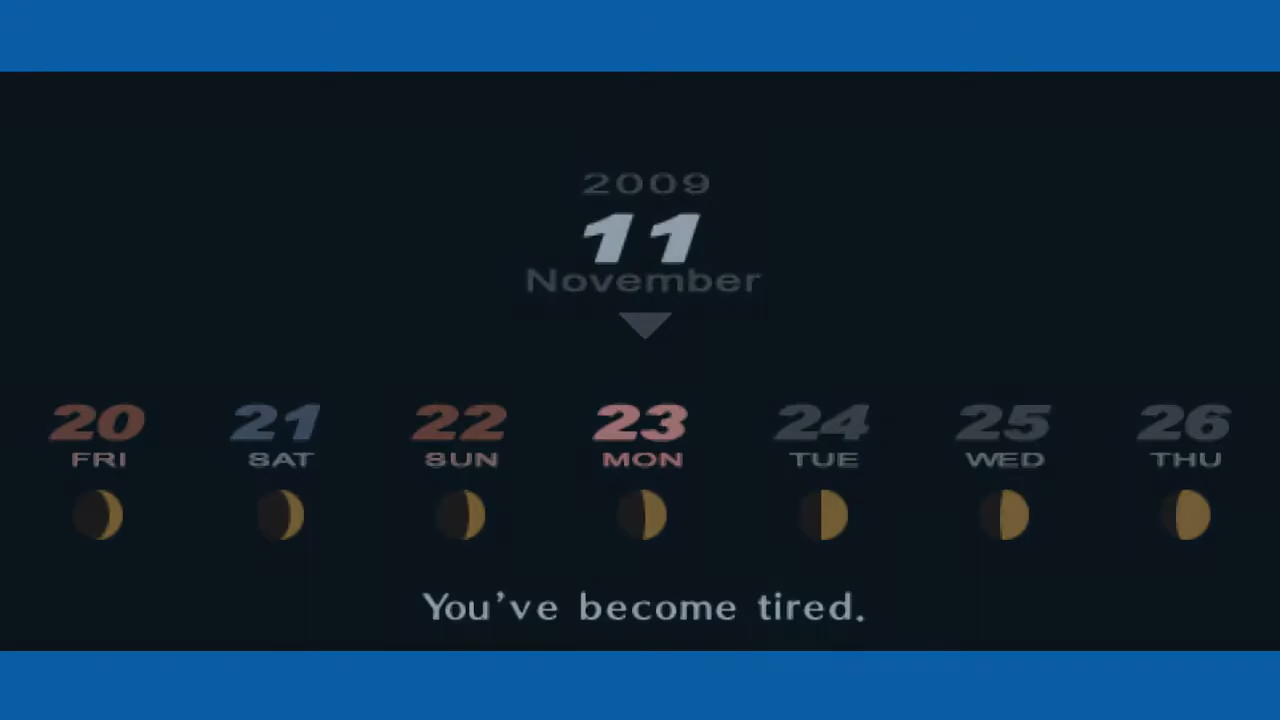 2009
11
November
20 21 22 23 24 25 26
FRI SAT SUN MON TUE WED THU
You've become tired.